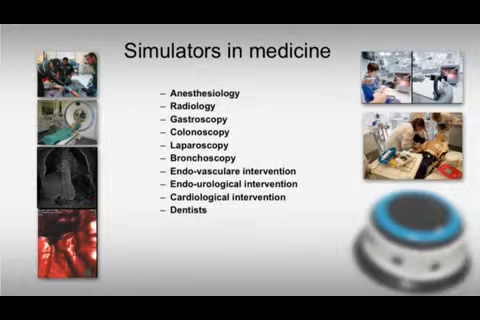 Simulators in medicine
– Anesthesiology
– Radiology
– Gastroscopy
– Colonoscopy
– Laparoscopy
– Bronchoscopy
– Endo-vasculare intervention
– Endo-urological intervention
– Cardiological intervention
– Dentists